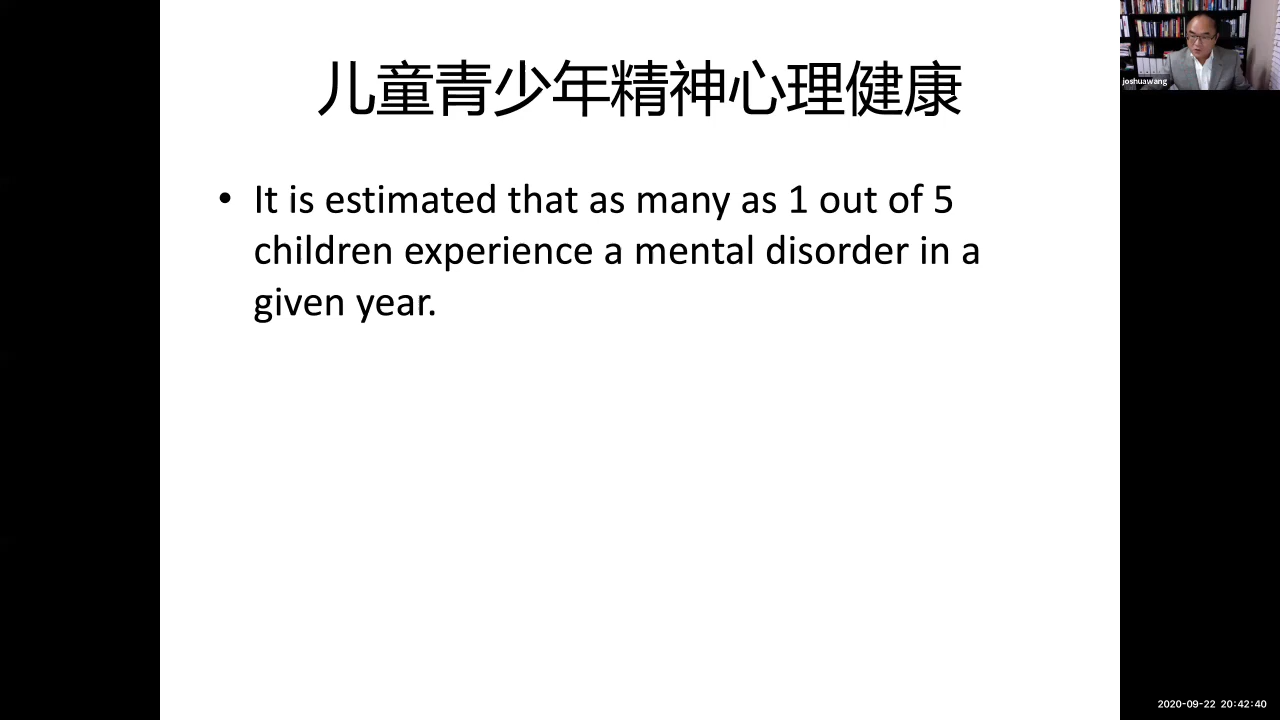 儿童青少年精神心理健康
• It is estimated that as many as 1 out of 5
children experience a mental disorder in a
given year.
joshuawang
2020-09-22 20:42:40